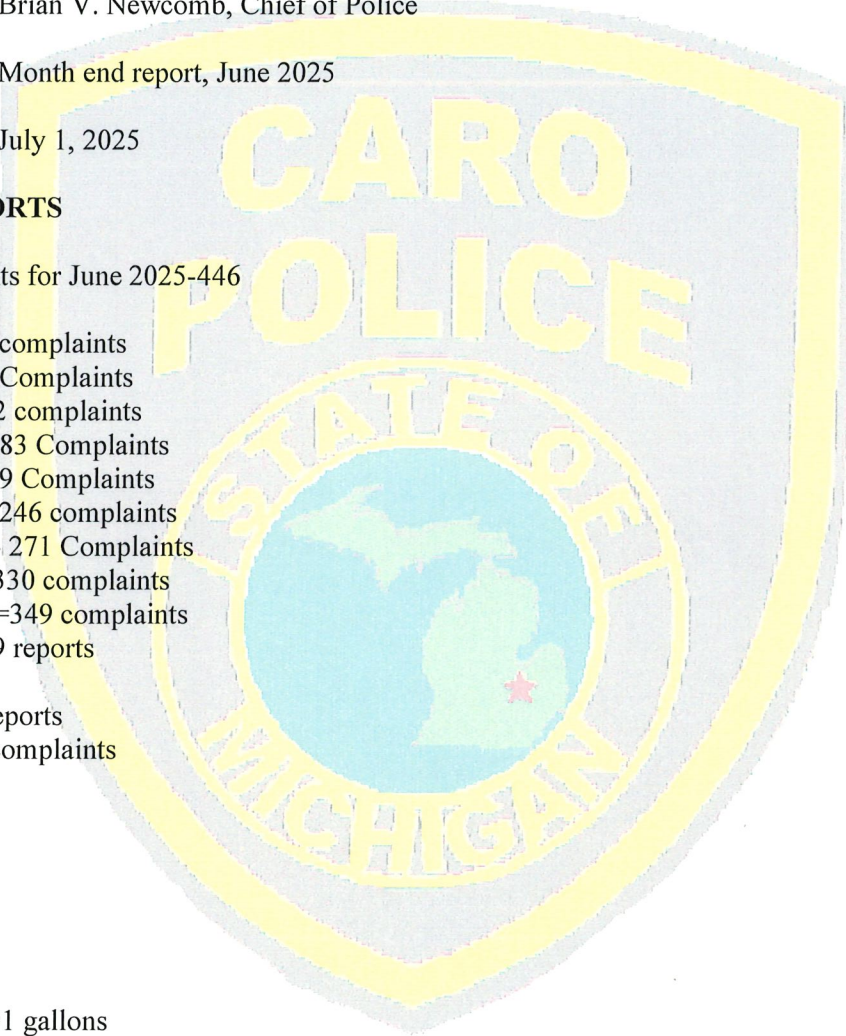 Brian V. Newcomb, Chief of Police
Month end report, June 2025
July 1, 2025
CARO
ORTS
POLICE
ts for June 2025-446
complaints
Complaints
2 complaints
83 Complaints
9 Complaints
246 complaints
271 Complaints
330 complaints
=349 complaints
9 reports
eports
complaints
STATE OF
MICHIGAN
1 gallons